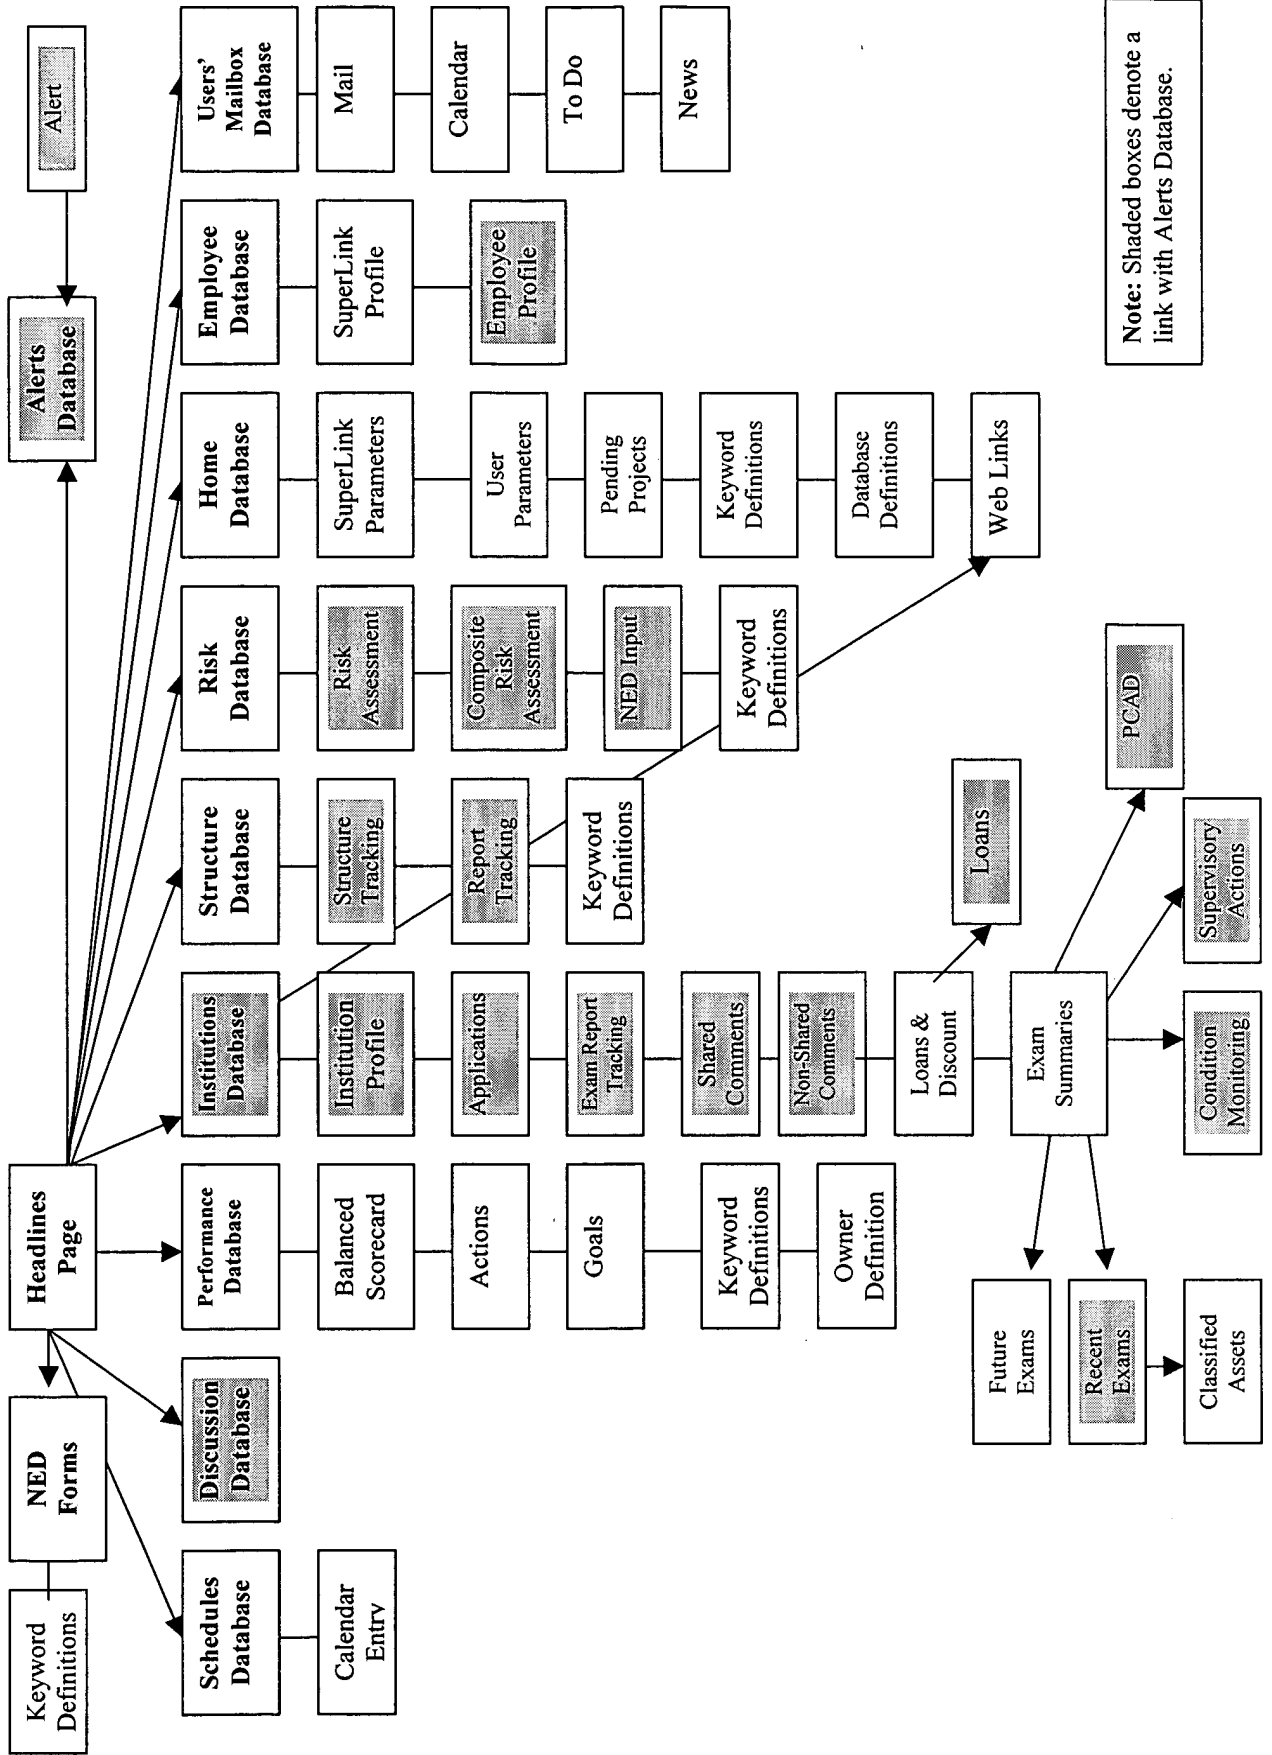 Keyword
Definitions
NED
Forms
Headlines
Page
Alerts
Database
Alert
Schedules
Database
Calendar
Entry
Discussion
Database
Performance
Database
Balanced
Scorecard
Actions
Goals
Keyword
Definitions
Owner
Definition
Institutions
Database
Institution
Profile
Applications
Exam Report
Tracking
Shared
Comments
Non-Shared
Comments
Loans &
Discount
Exam
Summaries
Loans
Future
Exams
Recent
Exams
Classified
Assets
Condition
Monitoring
Supervisory
Actions
PCAD
Structure
Database
Structure
Tracking
Report
Tracking
Keyword
Definitions
Risk
Database
Risk
Assessment
Composite
Risk
Assessment
NED Input
Keyword
Definitions
Home
Database
SuperLink
Parameters
User
Parameters
Pending
Projects
Keyword
Definitions
Database
Definitions
Web Links
Employee
Database
SuperLink
Profile
Employee
Profile
Users'
Mailbox
Database
Mail
Calendar
To Do
News
Note: Shaded boxes denote a
link with Alerts Database.